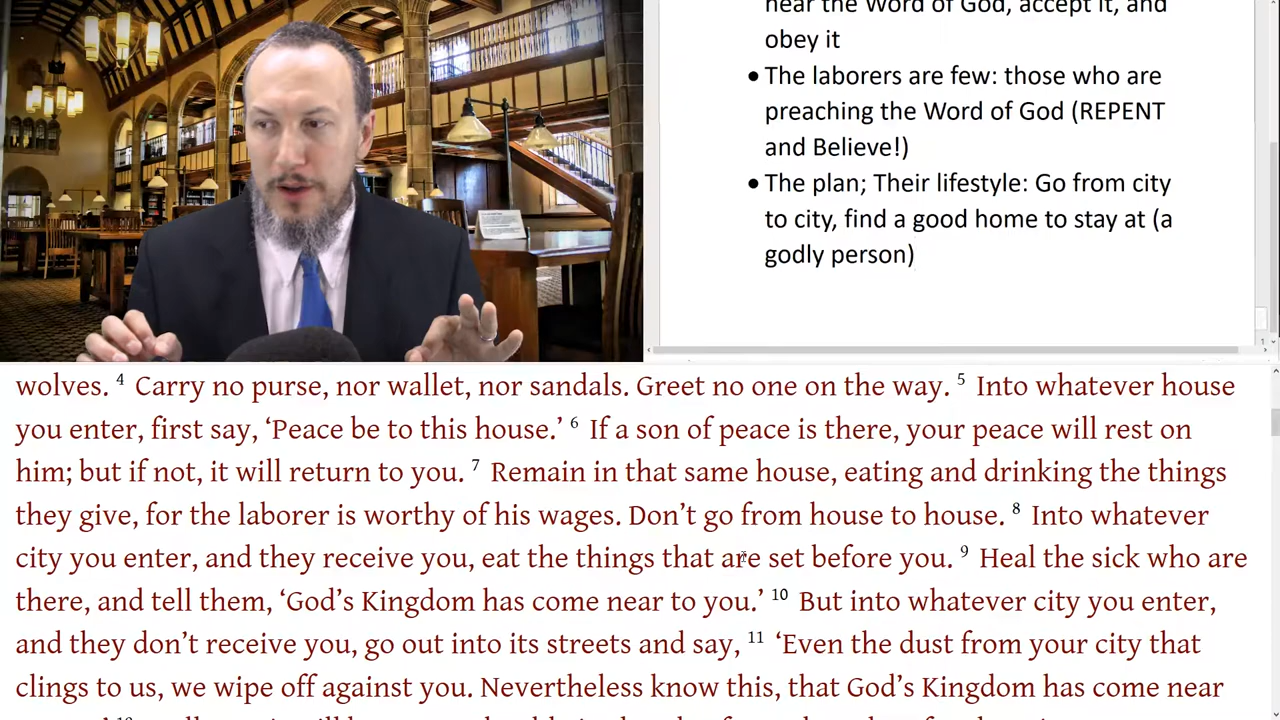 near the Word of God, accept it, and
obey it
• The laborers are few: those who are
preaching the Word of God (REPENT
and Believe!)
• The plan; Their lifestyle: Go from city
to city, find a good home to stay at (a
godly person)
wolves. 4 Carry no purse, nor wallet, nor sandals. Greet no one on the way. 5 Into whatever house
you enter, first say, ‘Peace be to this house.’ 6 If a son of peace is there, your peace will rest on
him; but if not, it will return to you. 7 Remain in that same house, eating and drinking the things
they give, for the laborer is worthy of his wages. Don’t go from house to house. 8 Into whatever
city you enter, and they receive you, eat the things that are set before you. 9 Heal the sick who are
there, and tell them, ‘God’s Kingdom has come near to you.’ 10 But into whatever city you enter,
and they don’t receive you, go out into its streets and say, 11 ‘Even the dust from your city that
clings to us, we wipe off against you. Nevertheless know this, that God’s Kingdom has come near